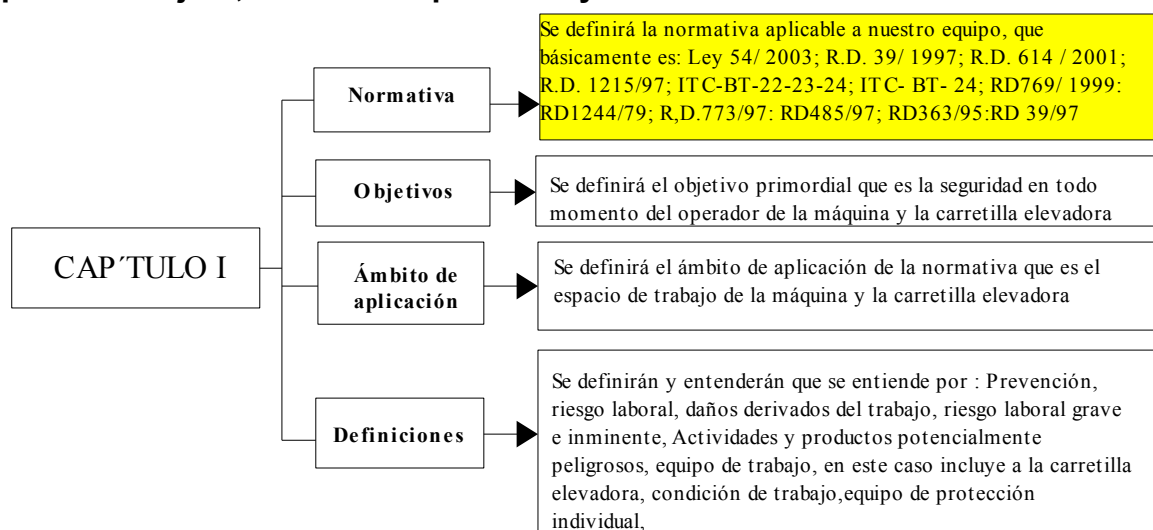 Se definirá la normativa aplicable a nuestro equipo, que
básicamente es: Ley 54/ 2003; R.D. 39/ 1997; R.D. 614 / 2001;
R.D. 1215/97; ITC-BT-22-23-24; ITC- BT- 24; RD769/ 1999:
RD1244/79; R,D.773/97: RD485/97; RD363/95:RD 39/97
Normativa
Objetivos
Se definirá el objetivo primordial que es la seguridad en todo
momento del operador de la máquina y la carretilla elevadora
CAP´TULO I
Ámbito de
aplicación
Se definirá el ámbito de aplicación de la normativa que es el
espacio de trabajo de la máquina y la carretilla elevadora
Definiciones
Se definirán y entenderán que se entiende por : Prevención,
riesgo laboral, daños derivados del trabajo, riesgo laboral grave
e inminente, Actividades y productos potencialmente
peligrosos, equipo de trabajo, en este caso incluye a la carretilla
elevadora, condición de trabajo,equipo de protección
individual,